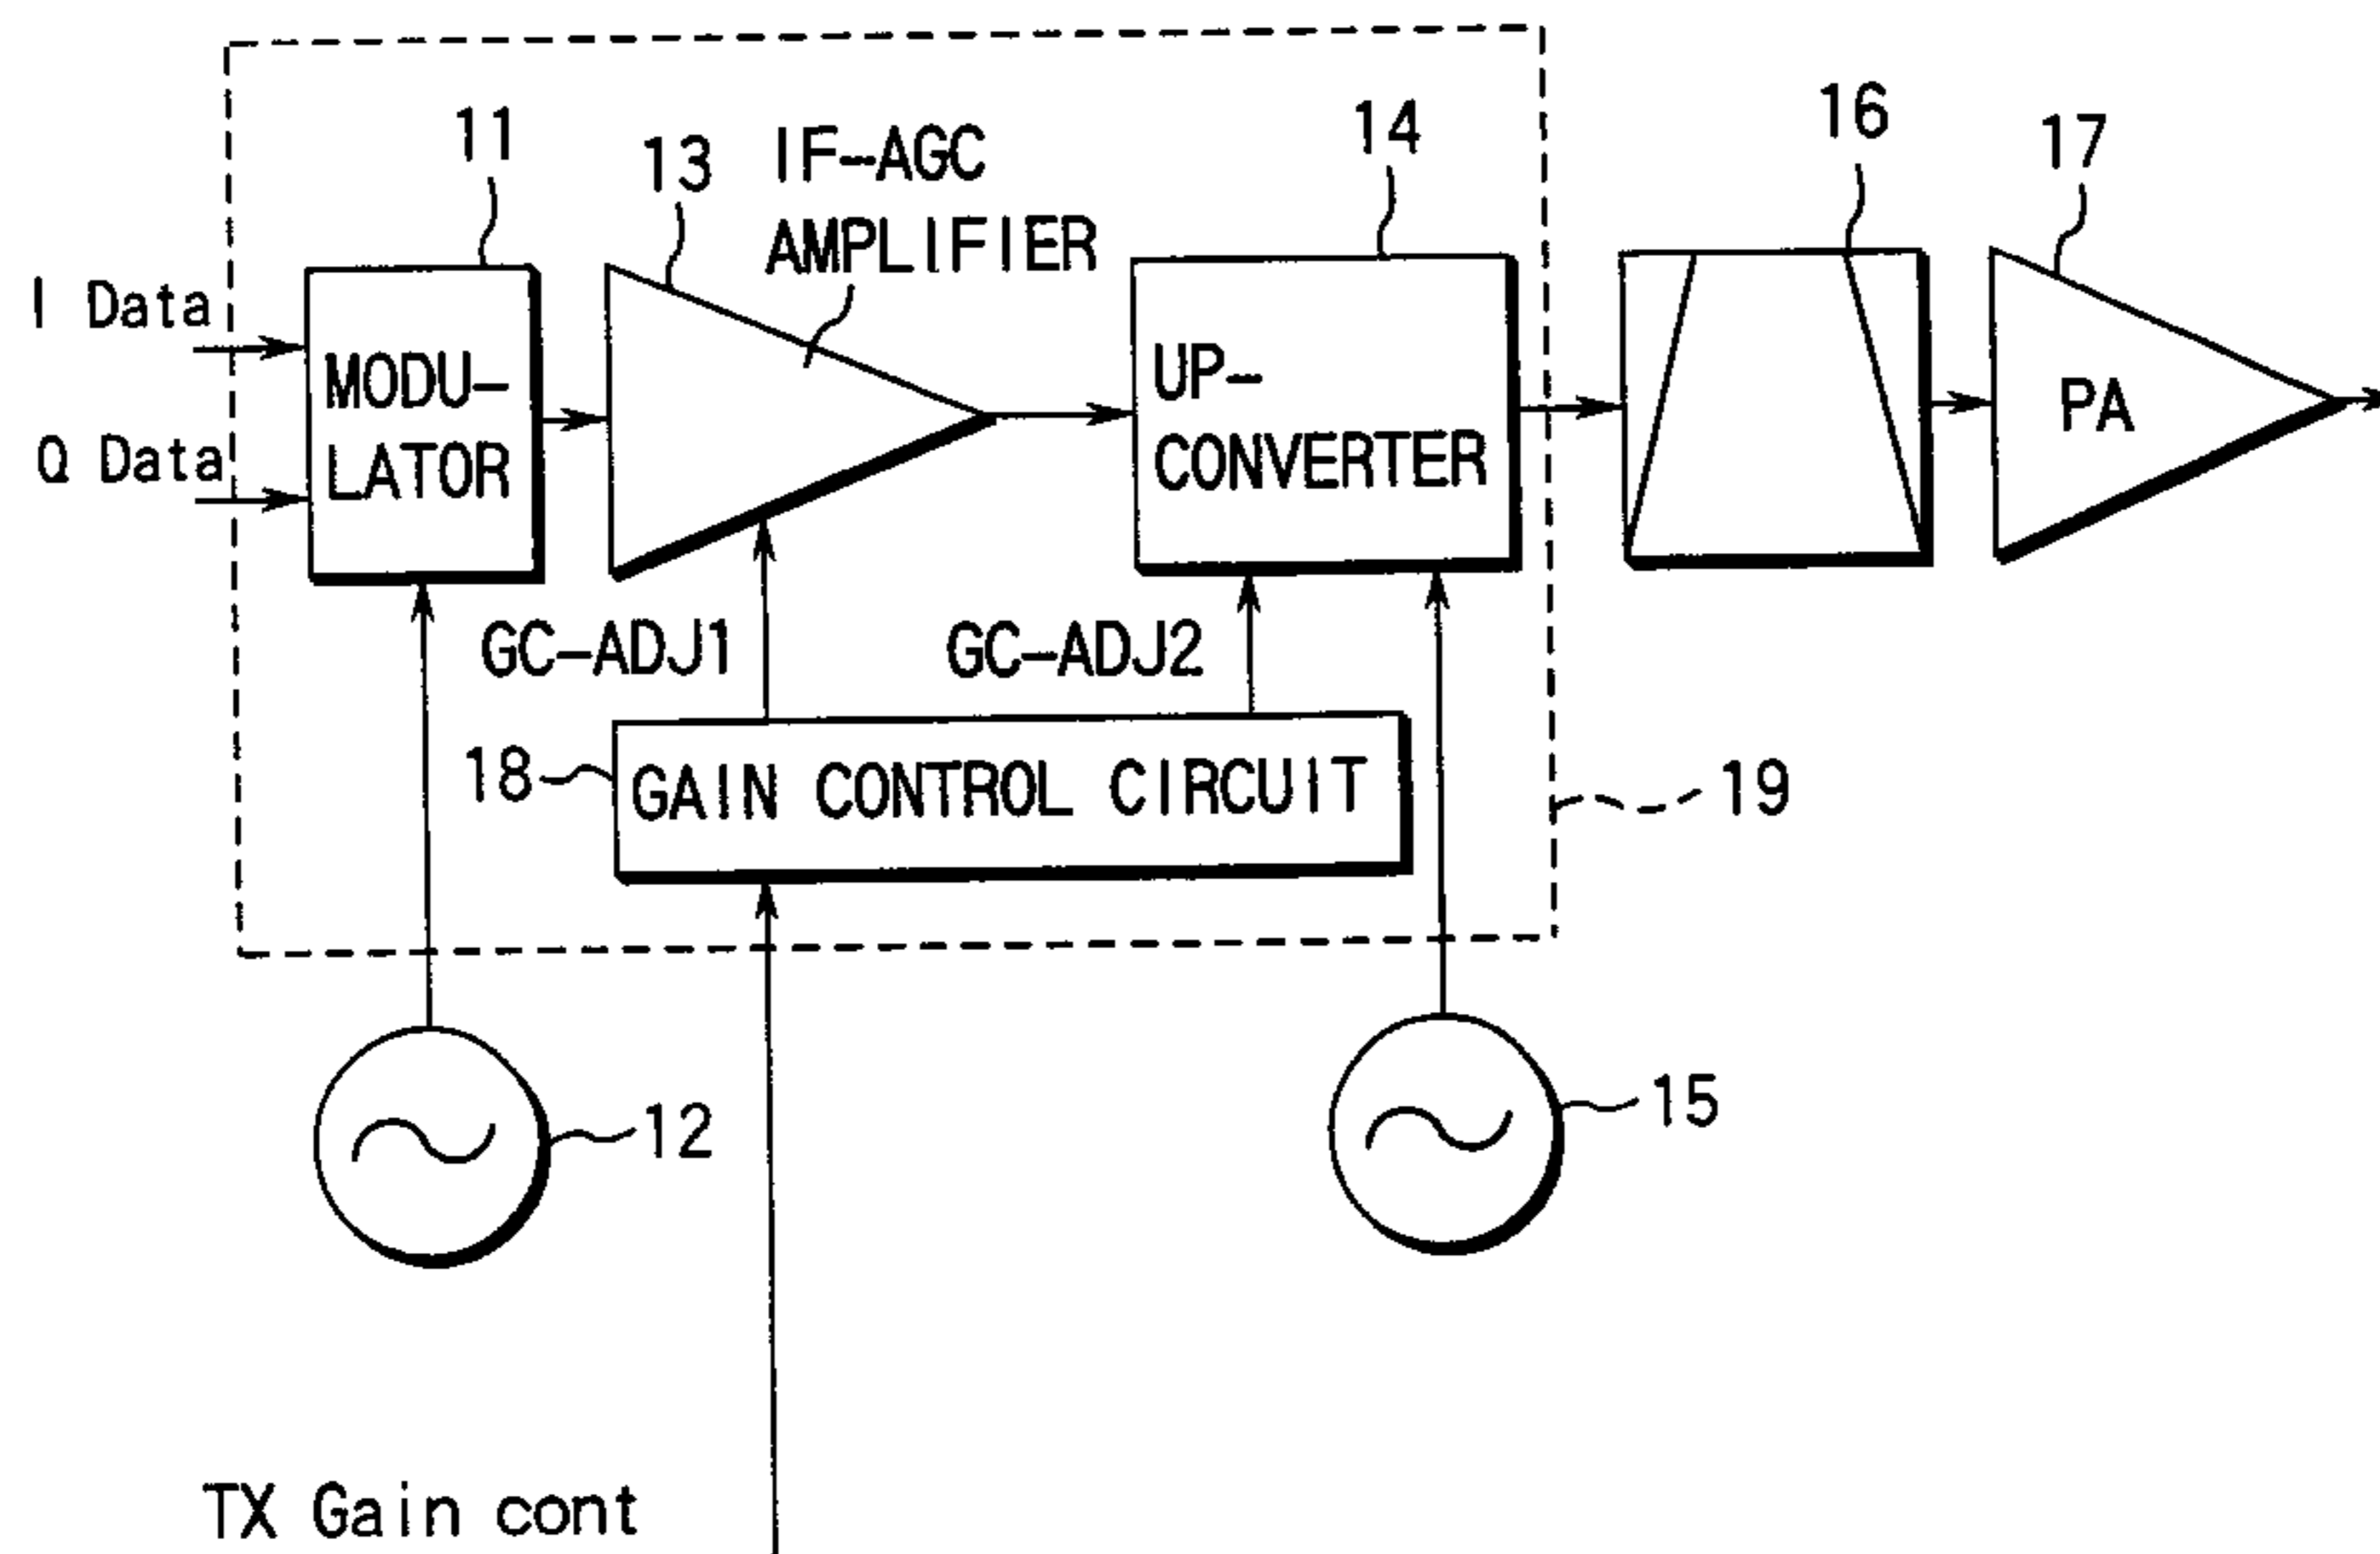 11
13
IF-AGC
AMPLIFIER
14
16
17
I Data
Q Data
MODU-
LATOR
UP-
CONVERTER
PA
GC-ADJ1
GC-ADJ2
18
GAIN CONTROL CIRCUIT
19
12
15
TX Gain cont